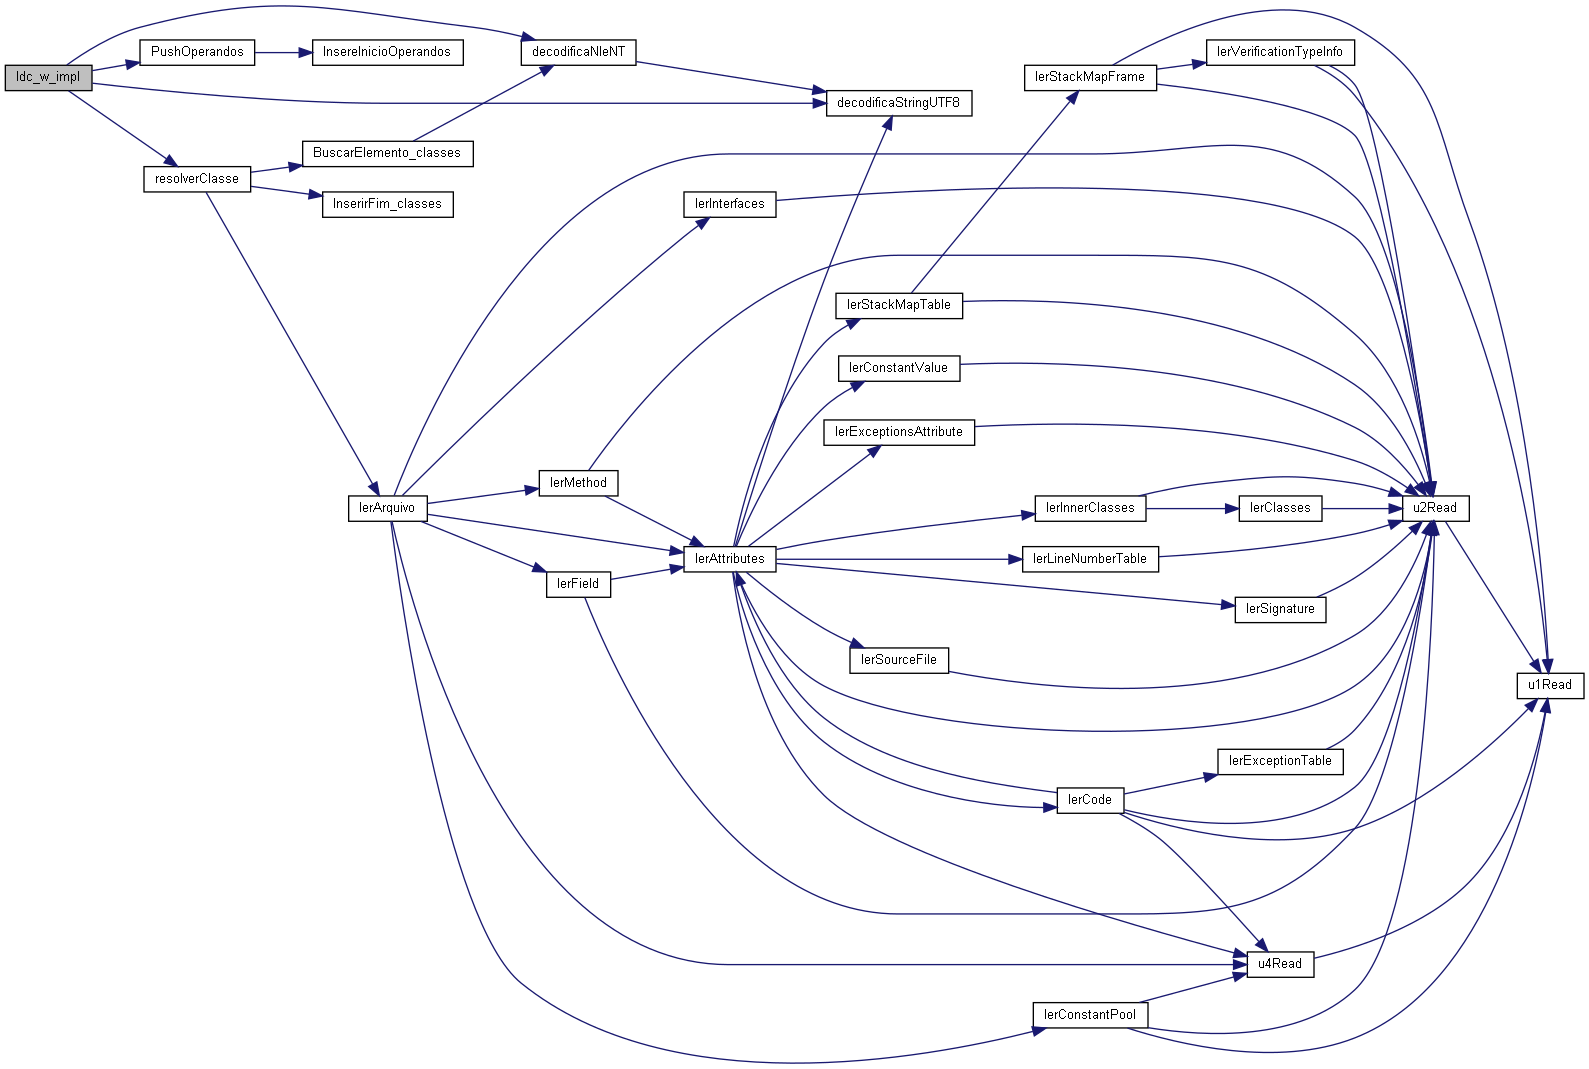 ldc_w_impl
PushOperandos
InsereInicioOperandos
decodificaNIeNT
decodificaStringUTF8
resolverClasse
BuscarElemento_classes
InserirFim_classes
lerArquivo
lerInterfaces
lerMethod
lerField
lerAttributes
lerStackMapTable
lerConstantValue
lerExceptionsAttribute
lerStackMapFrame
lerVerificationTypeInfo
lerInnerClasses
lerClasses
lerLineNumberTable
lerSignature
lerSourceFile
lerExceptionTable
lerCode
u2Read
u1Read
u4Read
lerConstantPool